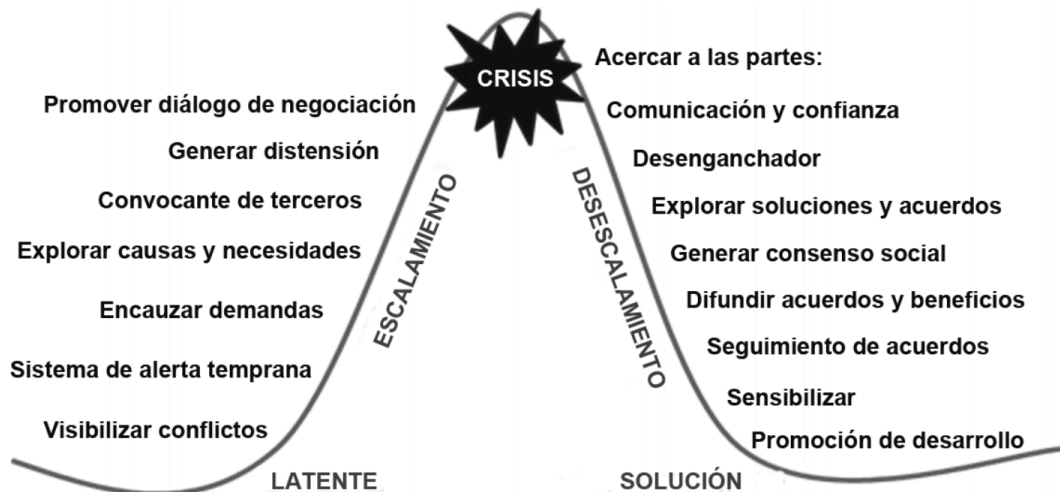 CRISIS
Promover diálogo de negociación
Generar distensión
Convocante de terceros
Explorar causas y necesidades
Encauzar demandas
Sistema de alerta temprana
Visibilizar conflictos
ESCALAMIENTO
LATENTE
Acercar a las partes:
Comunicación y confianza
Desenganchador
Explorar soluciones y acuerdos
Generar consenso social
Difundir acuerdos y beneficios
Seguimiento de acuerdos
Sensibilizar
Promoción de desarrollo
DESESCALAMIENTO
SOLUCIÓN